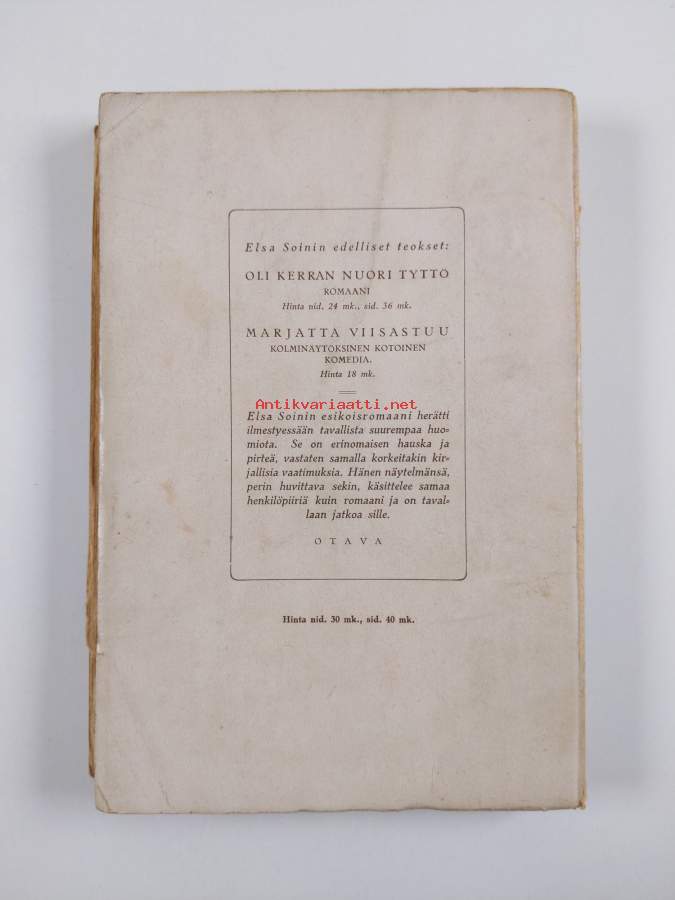 Elsa Soinin edelliset teokset:
OLI KERRAN NUORI TYTTÖ
ROMAANI
Hinta nid. 24 mk., sid. 36 mk.
MARJATTA VIISASTUU
KOLMINÄYTÖKSINEN KOTOINEN
KOMEDIA.
Hinta 18 mk.
Antikvariaatti.net
Elsa Soinin esikoisromaani herätti
ilmestyessään tavallista suurempaa huo=
miota. Se on erinomaisen hauska ja
pirteä, vastaten samalla korkeitakin kir=
jallisia vaatimuksia. Hänen näytelmänsä,
perin huvittava sekin, käsittelee samaa
henkilöpiiriä kuin romaani ja on taval=
laan jatkoa sille.
OTAVA
Hinta nid. 30 mk., sid. 40 mk.